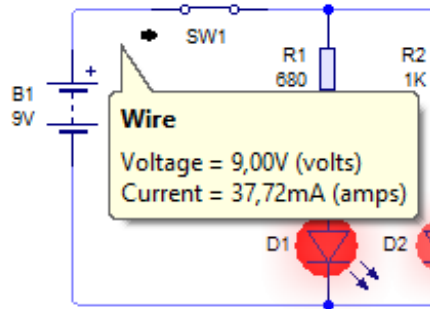 SW1
R1
680
R2
1K
B1
9V
+
Wire
Voltage = 9,00V (volts)
Current = 37,72mA (amps)
D1
D2